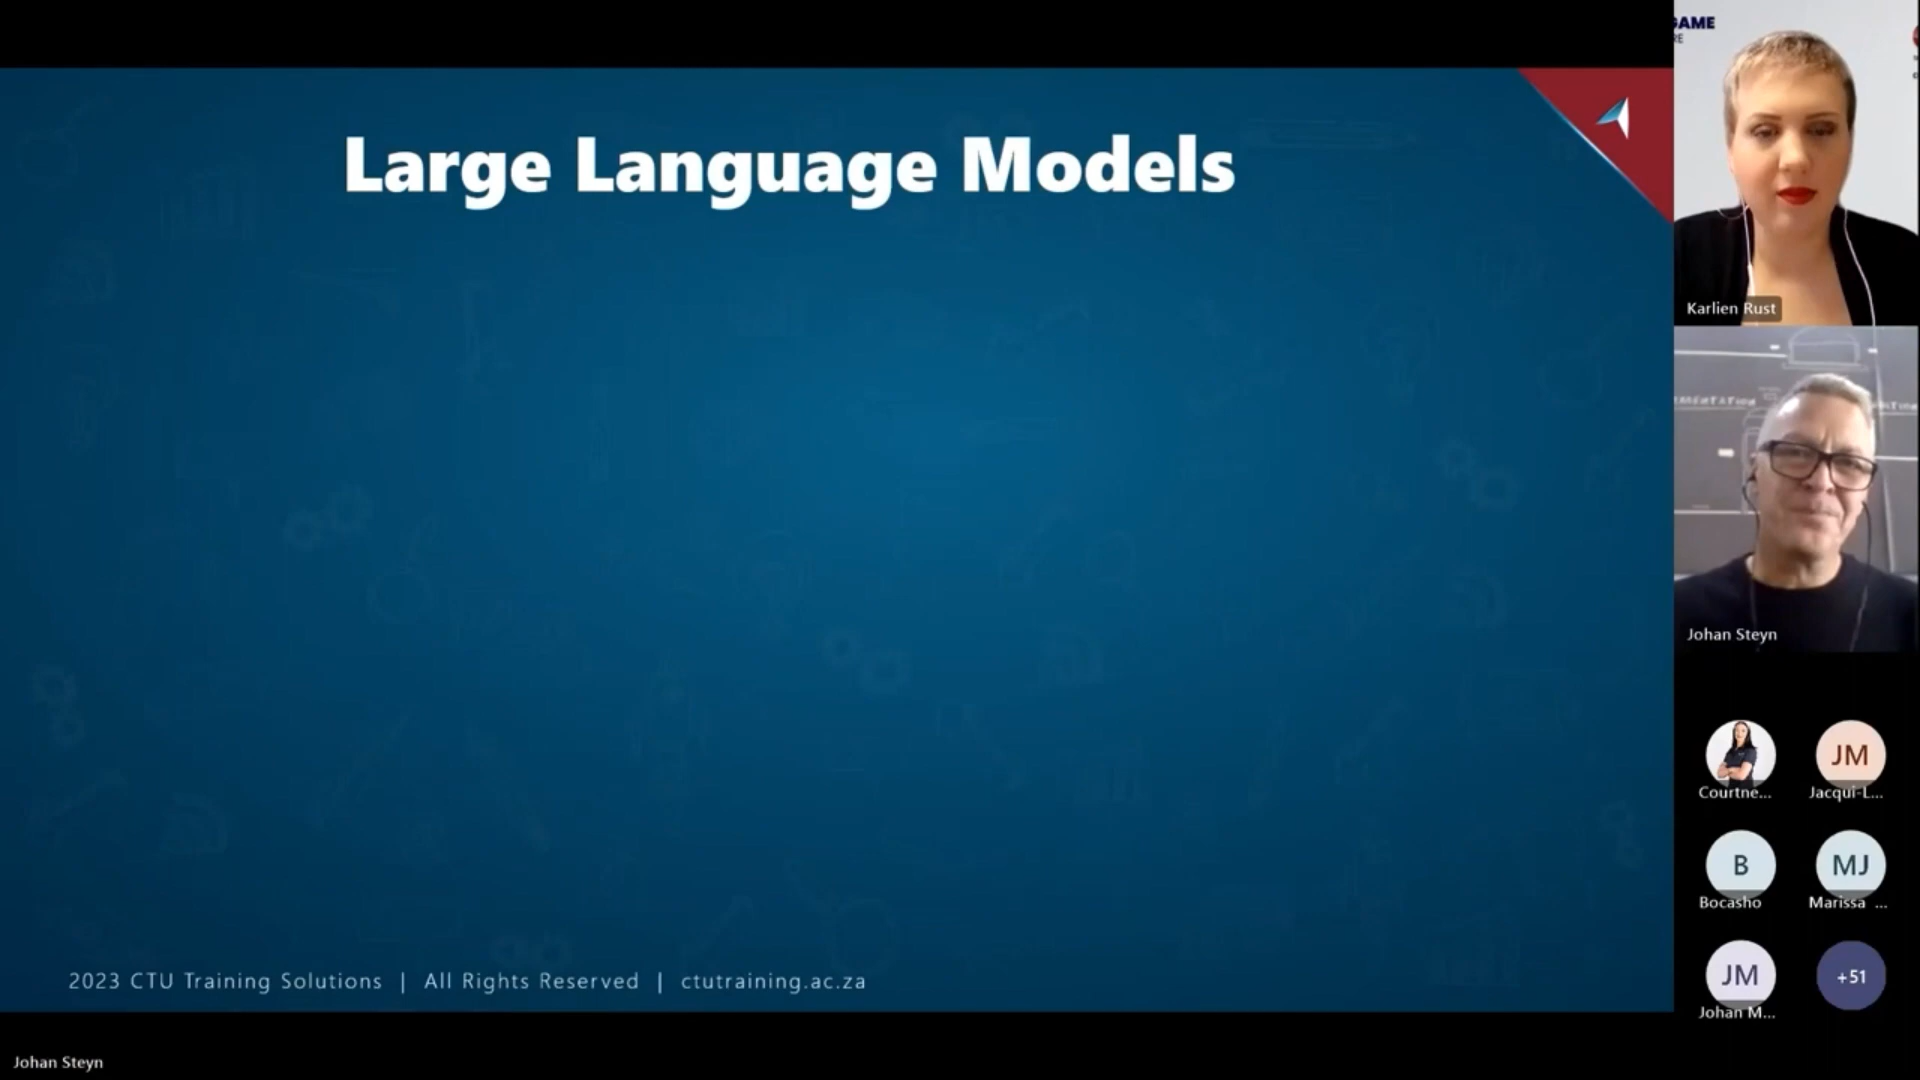 Large Language Models
2023 CTU Training Solutions | All Rights Reserved | ctutraining.ac.za
Johan Steyn
Karlien Rust
Johan Steyn
Courtne...
JM
Jacqui-L...
B
Bocasho
MJ
Marissa ...
JM
Johan M...
+51